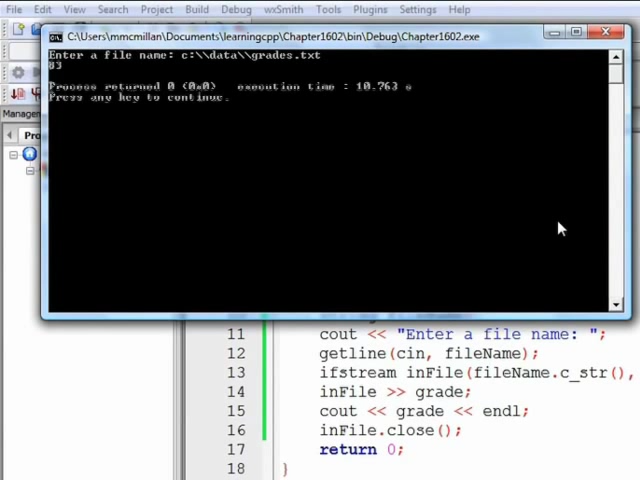 File Edit View Search Project Build Debug wxSmith Tools Plugins Settings Help
C:\Users\mmcmillan\Documents\learningcpp\Chapter1602\bin\Debug\Chapter1602.exe
Enter a file name: c:\\data\\grades.txt
83
Process returned 0 (0x0) execution time : 10.763 s
Press any key to continue.
Manager
Pro
11 cout << "Enter a file name: ";
12 getline(cin, fileName);
13 ifstream inFile(fileName.c_str(),
14 inFile >> grade;
15 cout << grade << endl;
16 inFile.close();
17 return 0;
18 }